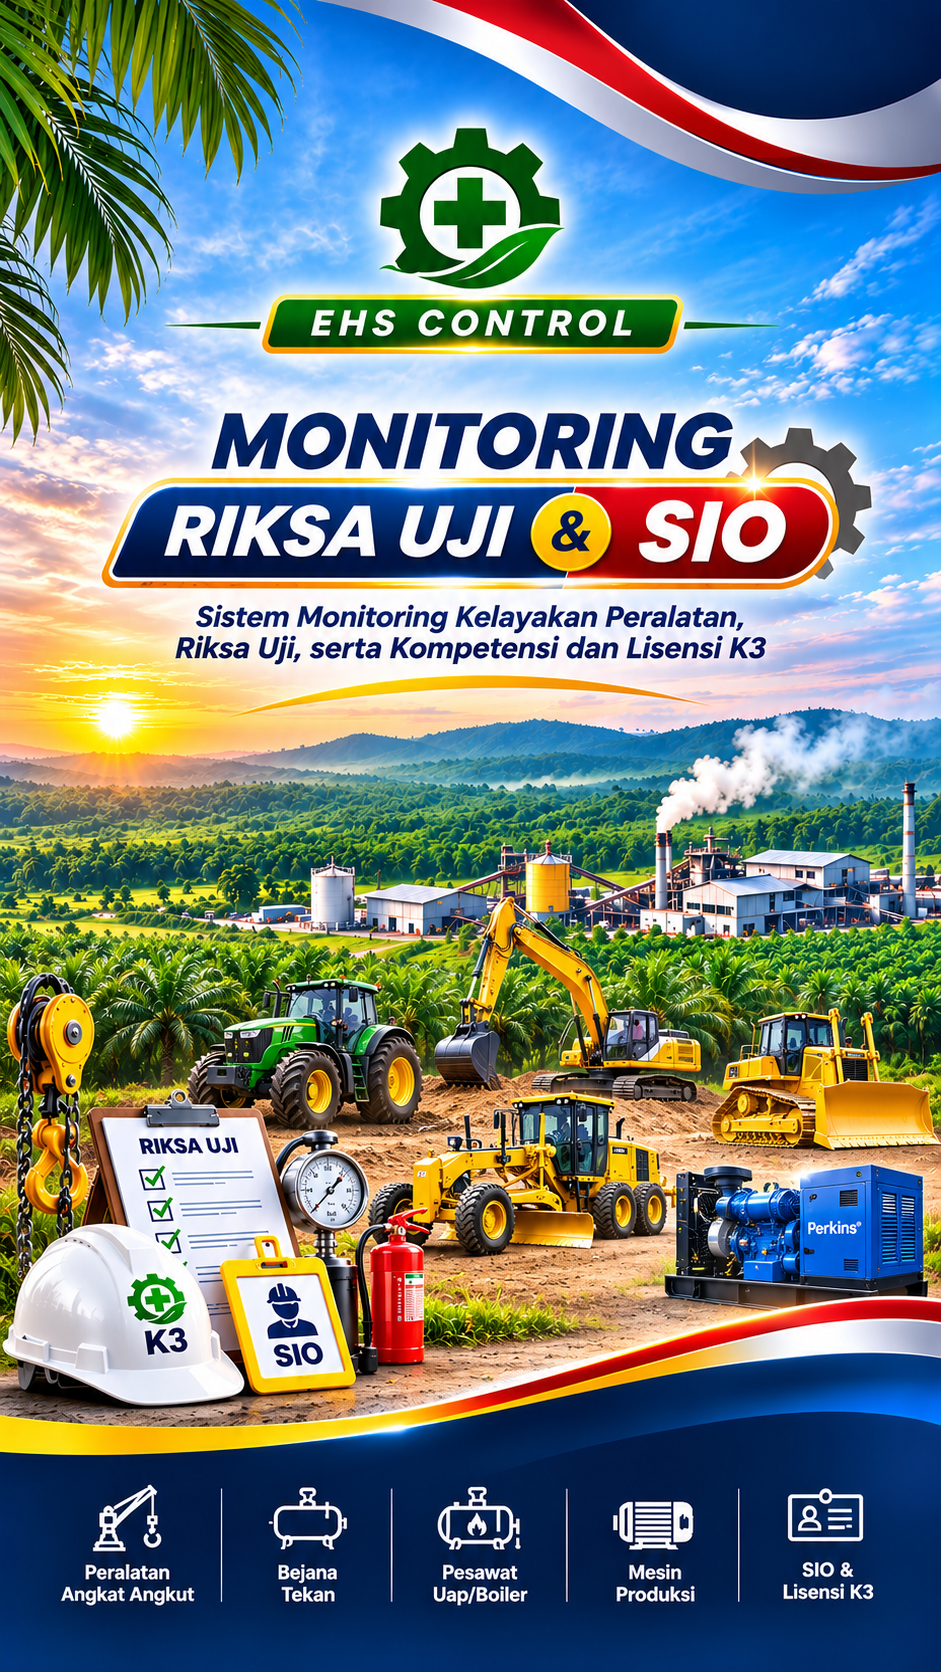 EHS CONTROL
MONITORING
RIKSA UJI & SIO
Sistem Monitoring Kelayakan Peralatan,
Riksa Uji, serta Kompetensi dan Lisensi K3
RIKSA UJI
K3
SIO
Perkins®
Peralatan
Angkat Angkut
Bejana
Tekan
Pesawat
Uap/Boiler
Mesin
Produksi
SIO &
Lisensi K3